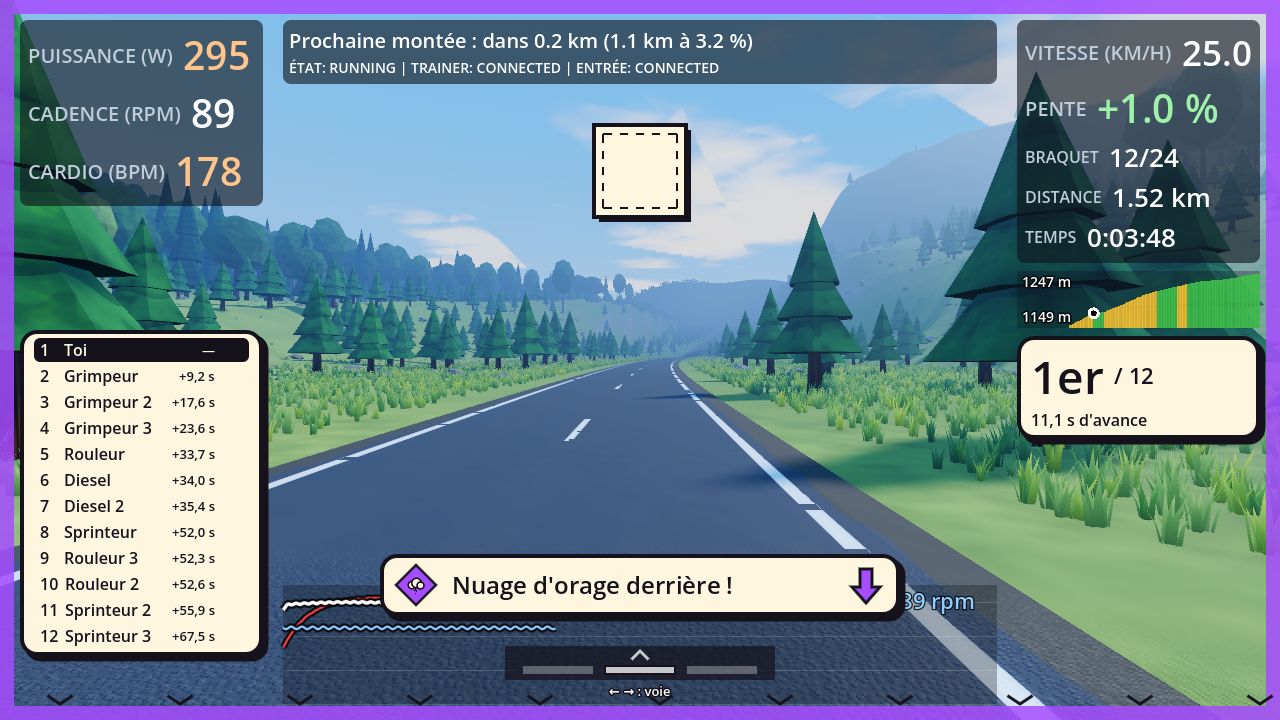 PUISSANCE (W) 295
CADENCE (RPM) 89
CARDIO (BPM) 178
Prochaine montée : dans 0.2 km (1.1 km à 3.2 %)
ÉTAT: RUNNING | TRAINER: CONNECTED | ENTRÉE: CONNECTED
VITESSE (KM/H) 25.0
PENTE +1.0 %
BRAQUET 12/24
DISTANCE 1.52 km
TEMPS 0:03:48
1247 m
1149 m
1er / 12
11,1 s d'avance
1 Toi —
2 Grimpeur +9,2 s
3 Grimpeur 2 +17,6 s
4 Grimpeur 3 +23,6 s
5 Rouleur +33,7 s
6 Diesel +34,0 s
7 Diesel 2 +35,4 s
8 Sprinteur +52,0 s
9 Rouleur 3 +52,3 s
10 Rouleur 2 +52,6 s
11 Sprinteur 2 +55,9 s
12 Sprinteur 3 +67,5 s
Nuage d'orage derrière !
89 rpm
← → : voie